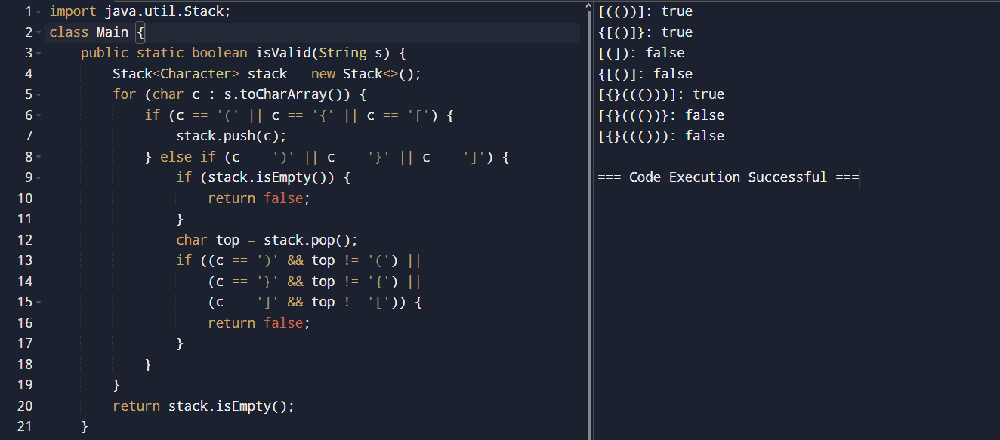 1 import java.util.Stack;
2 class Main {
3     public static boolean isValid(String s) {
4         Stack<Character> stack = new Stack<>();
5         for (char c : s.toCharArray()) {
6             if (c == '(' || c == '{' || c == '[') {
7                 stack.push(c);
8             } else if (c == ')' || c == '}' || c == ']') {
9                 if (stack.isEmpty()) {
10                     return false;
11                 }
12                 char top = stack.pop();
13                 if ((c == ')' && top != '(') ||
14                     (c == '}' && top != '{') ||
15                     (c == ']' && top != '[')) {
16                     return false;
17                 }
18             }
19         }
20         return stack.isEmpty();
21     }
[(())]: true
{[()]}: true
[(]): false
{[()]: false
[{}((()))]: true
[{}((())}: false
[{}((())): false
=== Code Execution Successful ===